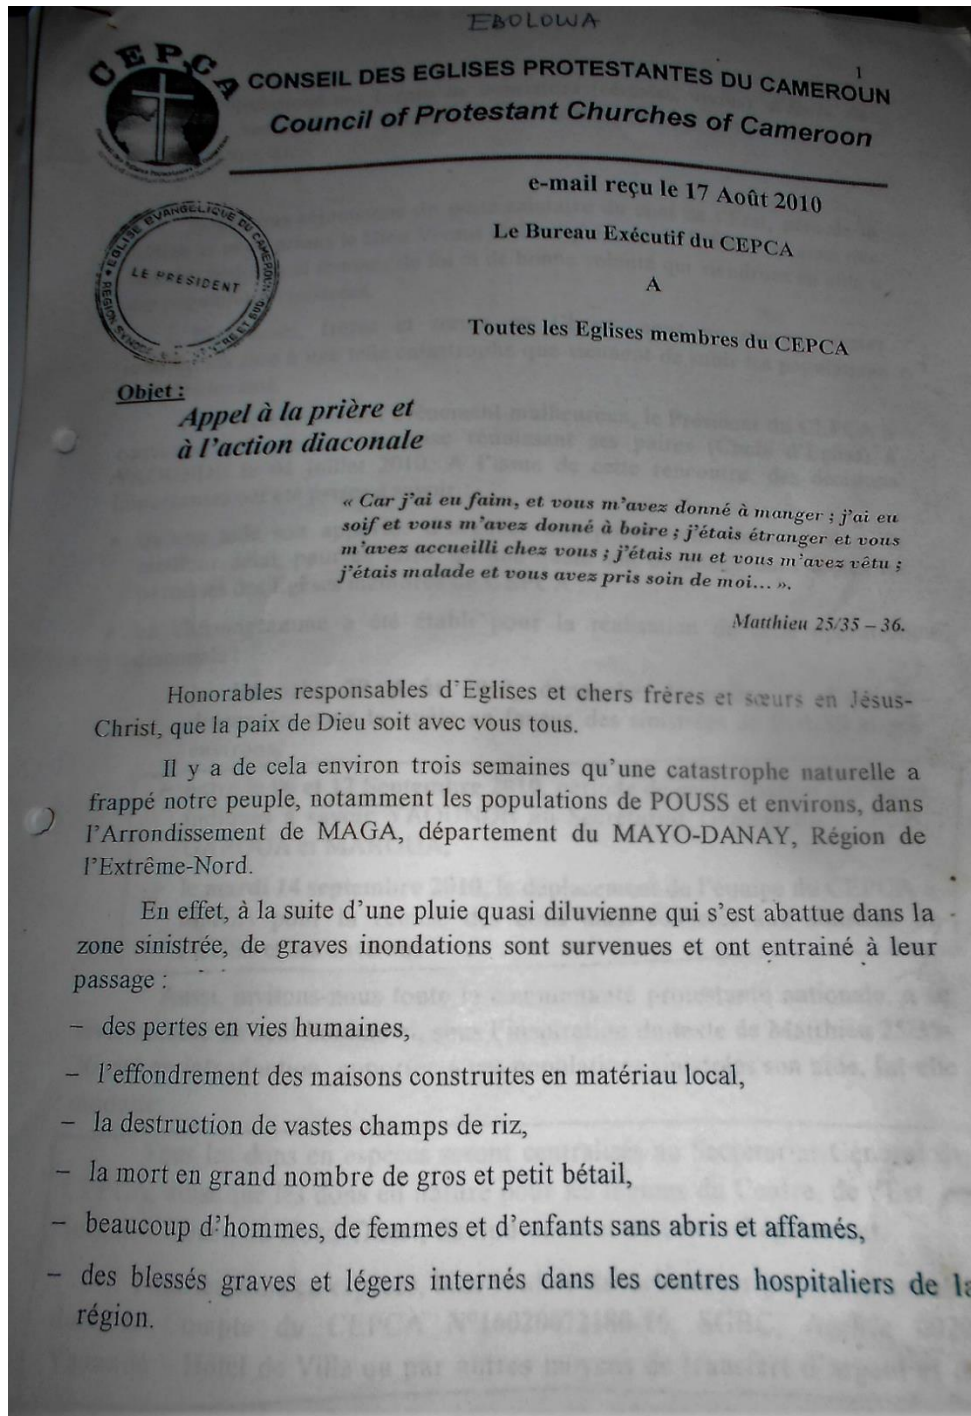 EBOLOWA
1
CEPCA
CONSEIL DES EGLISES PROTESTANTES DU CAMEROUN
Council of Protestant Churches of Cameroon
e-mail reçu le 17 Août 2010
Le Bureau Exécutif du CEPCA
A
Toutes les Eglises membres du CEPCA
EGLISE EVANGELIQUE DU CAMEROUN
LE PRESIDENT
Objet :
Appel à la prière et
à l'action diaconale
« Car j'ai eu faim, et vous m'avez donné à manger ; j'ai eu
soif et vous m'avez donné à boire ; j'étais étranger et vous
m'avez accueilli chez vous ; j'étais nu et vous m'avez vêtu ;
j'étais malade et vous avez pris soin de moi... ».
Matthieu 25/35 – 36.
Honorables responsables d'Eglises et chers frères et sœurs en Jésus-
Christ, que la paix de Dieu soit avec vous tous.
Il y a de cela environ trois semaines qu'une catastrophe naturelle a
frappé notre peuple, notamment les populations de POUSS et environs, dans
l'Arrondissement de MAGA, département du MAYO-DANAY, Région de
l'Extrême-Nord.
En effet, à la suite d'une pluie quasi diluvienne qui s'est abattue dans la
zone sinistrée, de graves inondations sont survenues et ont entrainé à leur
passage :
– des pertes en vies humaines,
– l'effondrement des maisons construites en matériau local,
– la destruction de vastes champs de riz,
– la mort en grand nombre de gros et petit bétail,
– beaucoup d'hommes, de femmes et d'enfants sans abris et affamés,
– des blessés graves et légers internés dans les centres hospitaliers de la
région.